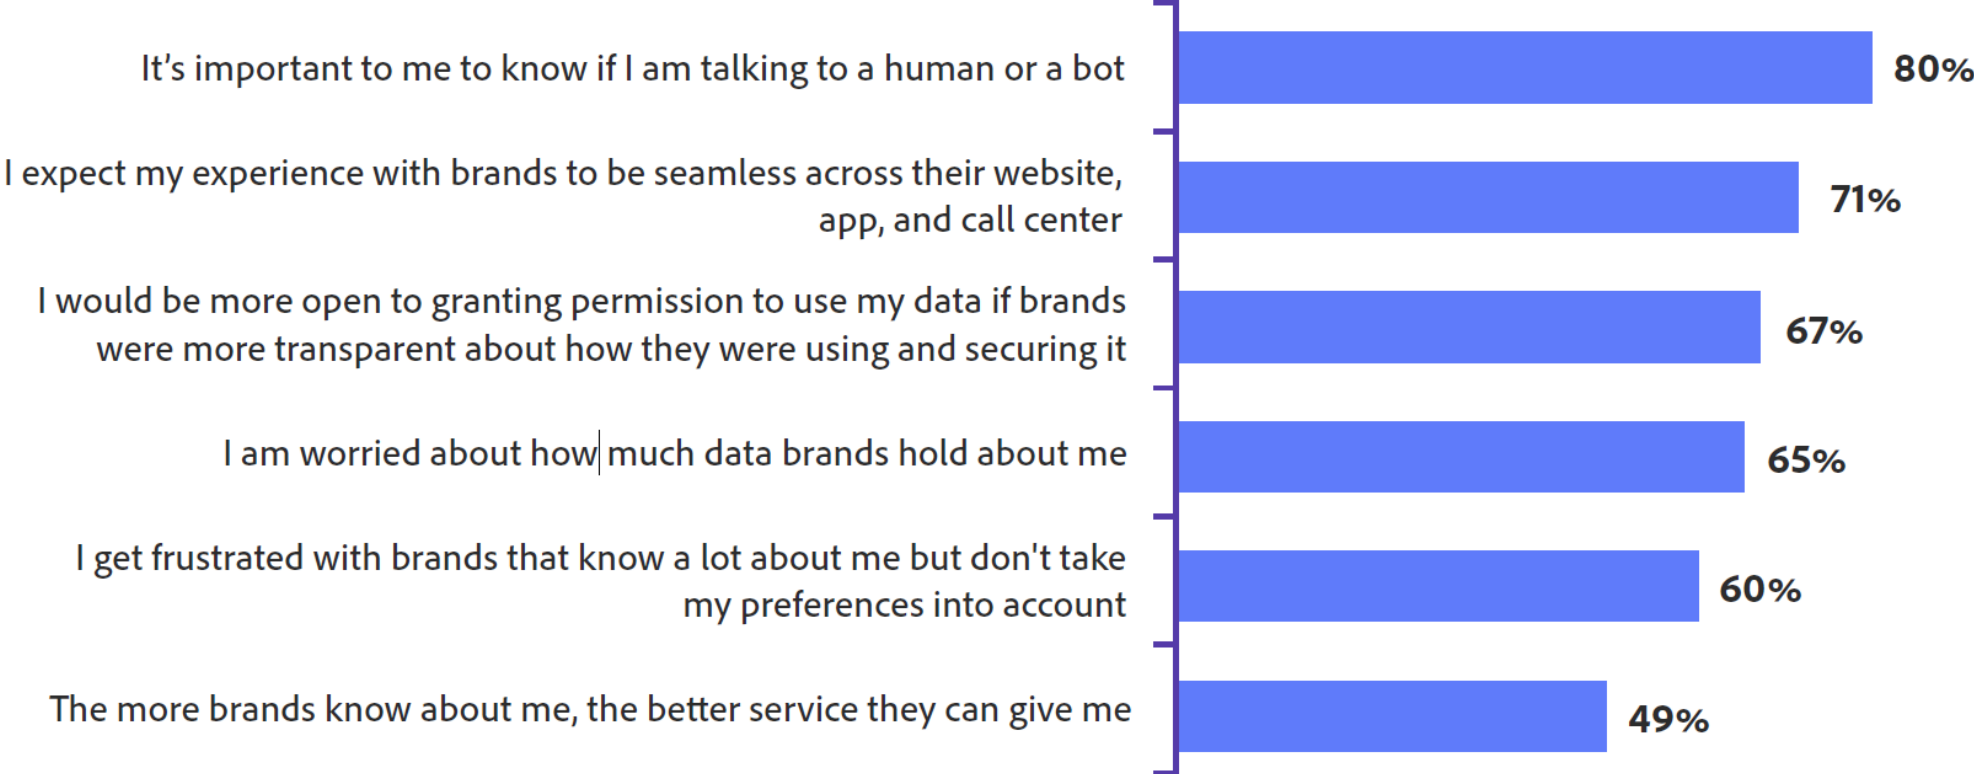 It’s important to me to know if I am talking to a human or a bot
80%
I expect my experience with brands to be seamless across their website,
app, and call center
71%
I would be more open to granting permission to use my data if brands
were more transparent about how they were using and securing it
67%
I am worried about how much data brands hold about me
65%
I get frustrated with brands that know a lot about me but don't take
my preferences into account
60%
The more brands know about me, the better service they can give me
49%